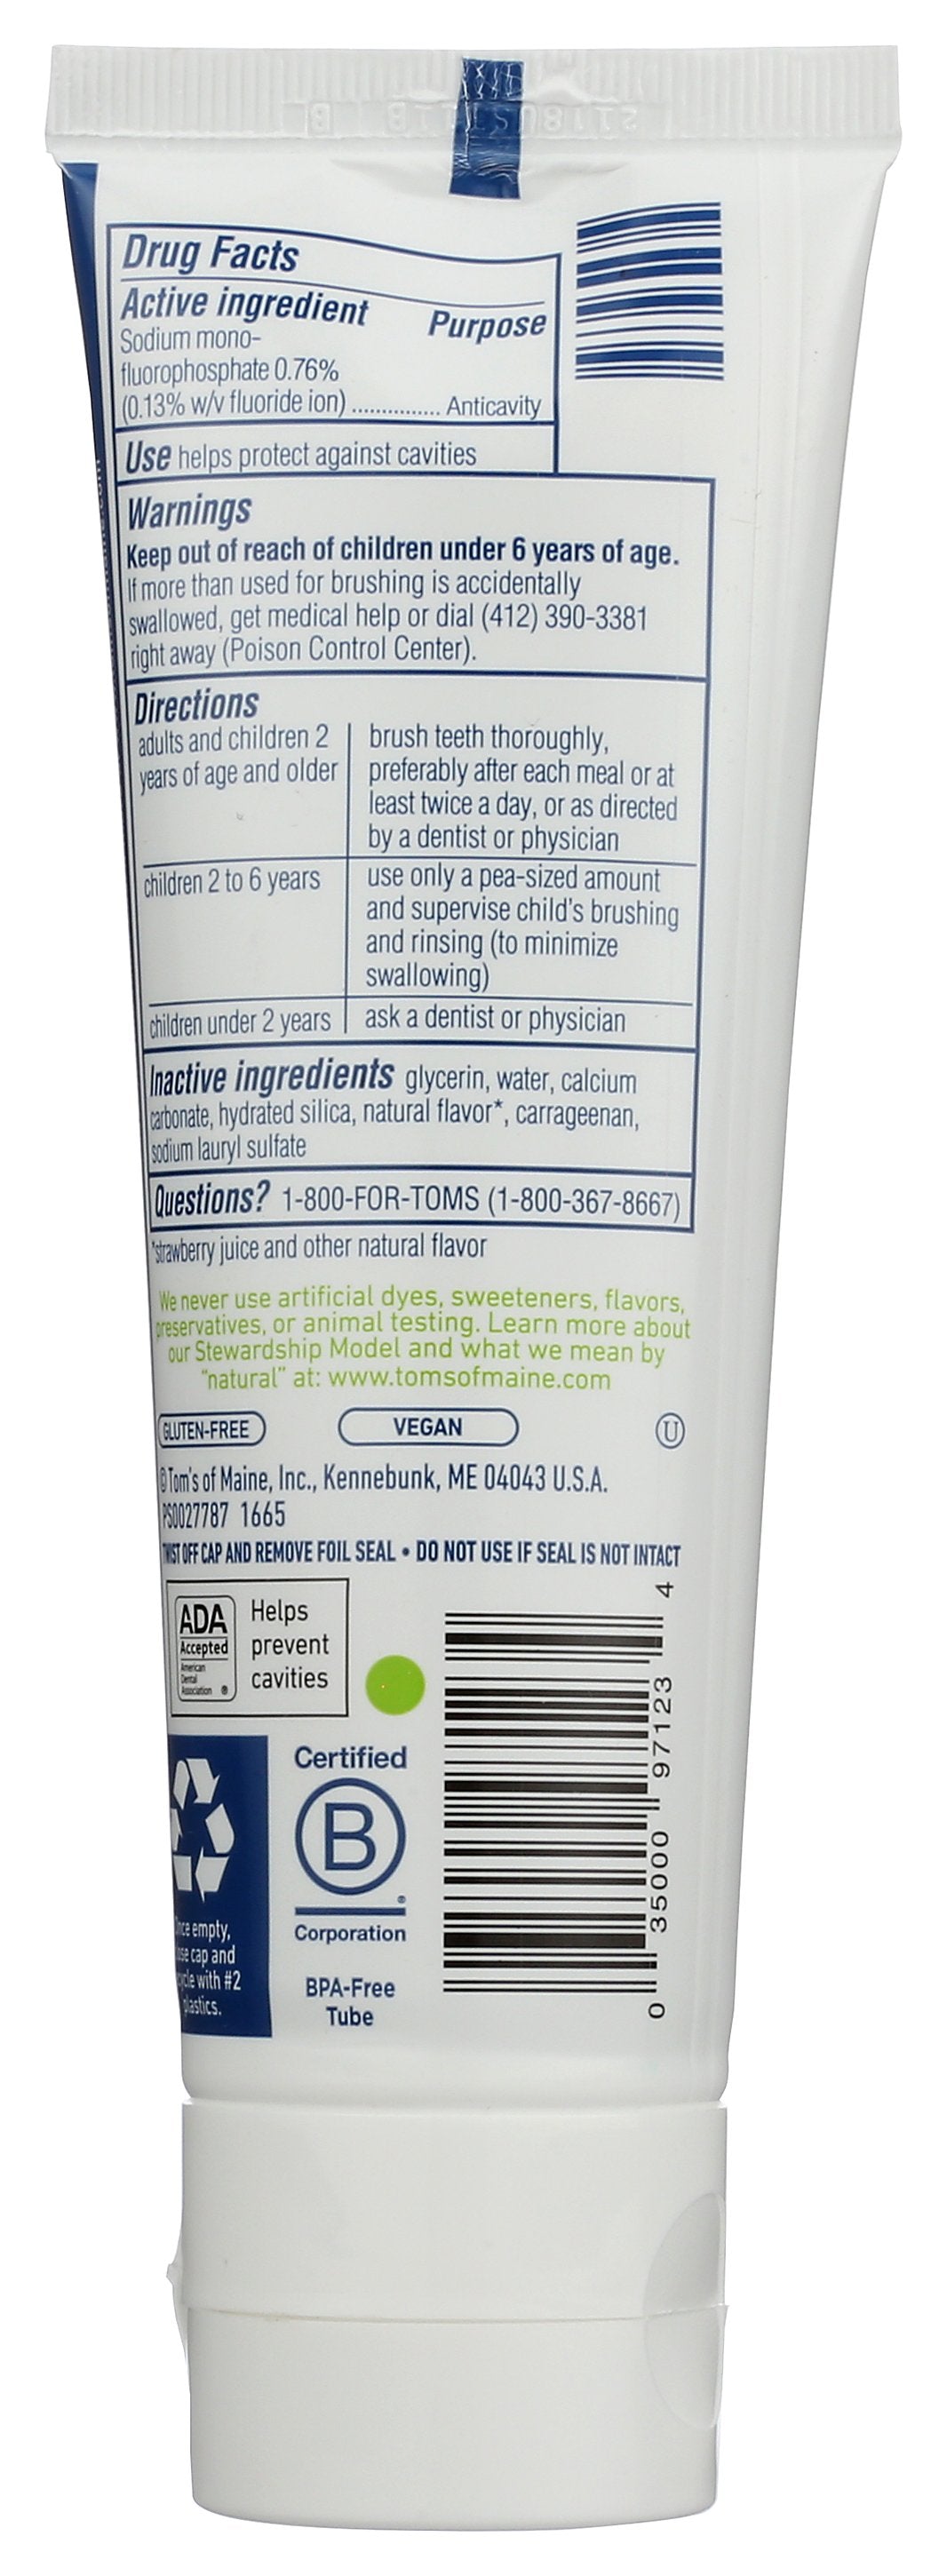 Drug Facts
Active ingredient Purpose
Sodium mono-
fluorophosphate 0.76%
(0.13% w/v fluoride ion) ............... Anticavity
Use helps protect against cavities
Warnings
Keep out of reach of children under 6 years of age.
If more than used for brushing is accidentally
swallowed, get medical help or dial (412) 390-3381
right away (Poison Control Center).
Directions
adults and children 2
years of age and older
brush teeth thoroughly,
preferably after each meal or at
least twice a day, or as directed
by a dentist or physician
children 2 to 6 years
use only a pea-sized amount
and supervise child's brushing
and rinsing (to minimize
swallowing)
children under 2 years
ask a dentist or physician
Inactive ingredients glycerin, water, calcium
carbonate, hydrated silica, natural flavor*, carrageenan,
sodium lauryl sulfate
Questions? 1-800-FOR-TOMS (1-800-367-8667)
*strawberry juice and other natural flavor
We never use artificial dyes, sweeteners, flavors,
preservatives, or animal testing. Learn more about
our Stewardship Model and what we mean by
"natural" at: www.tomsofmaine.com
GLUTEN-FREE VEGAN U
©Tom's of Maine, Inc., Kennebunk, ME 04043 U.S.A.
PS0027787 1665
TWIST OFF CAP AND REMOVE FOIL SEAL • DO NOT USE IF SEAL IS NOT INTACT
ADA
Accepted
American
Dental
Association ®
Helps
prevent
cavities
Certified
B
®
Corporation
BPA-Free
Tube
empty,
cap and
with #2
plastics.
0 35000 97123 4